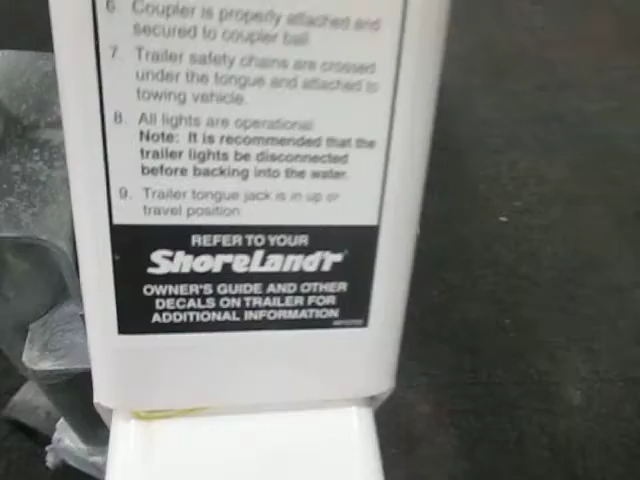 6. Coupler is properly attached and
secured to coupler ball
7. Trailer safety chains are crossed
under the tongue and attached to
towing vehicle.
8. All lights are operational
Note: It is recommended that the
trailer lights be disconnected
before backing into the water.
9. Trailer tongue jack is in up or
travel position
REFER TO YOUR
ShoreLand'r
OWNER'S GUIDE AND OTHER
DECALS ON TRAILER FOR
ADDITIONAL INFORMATION